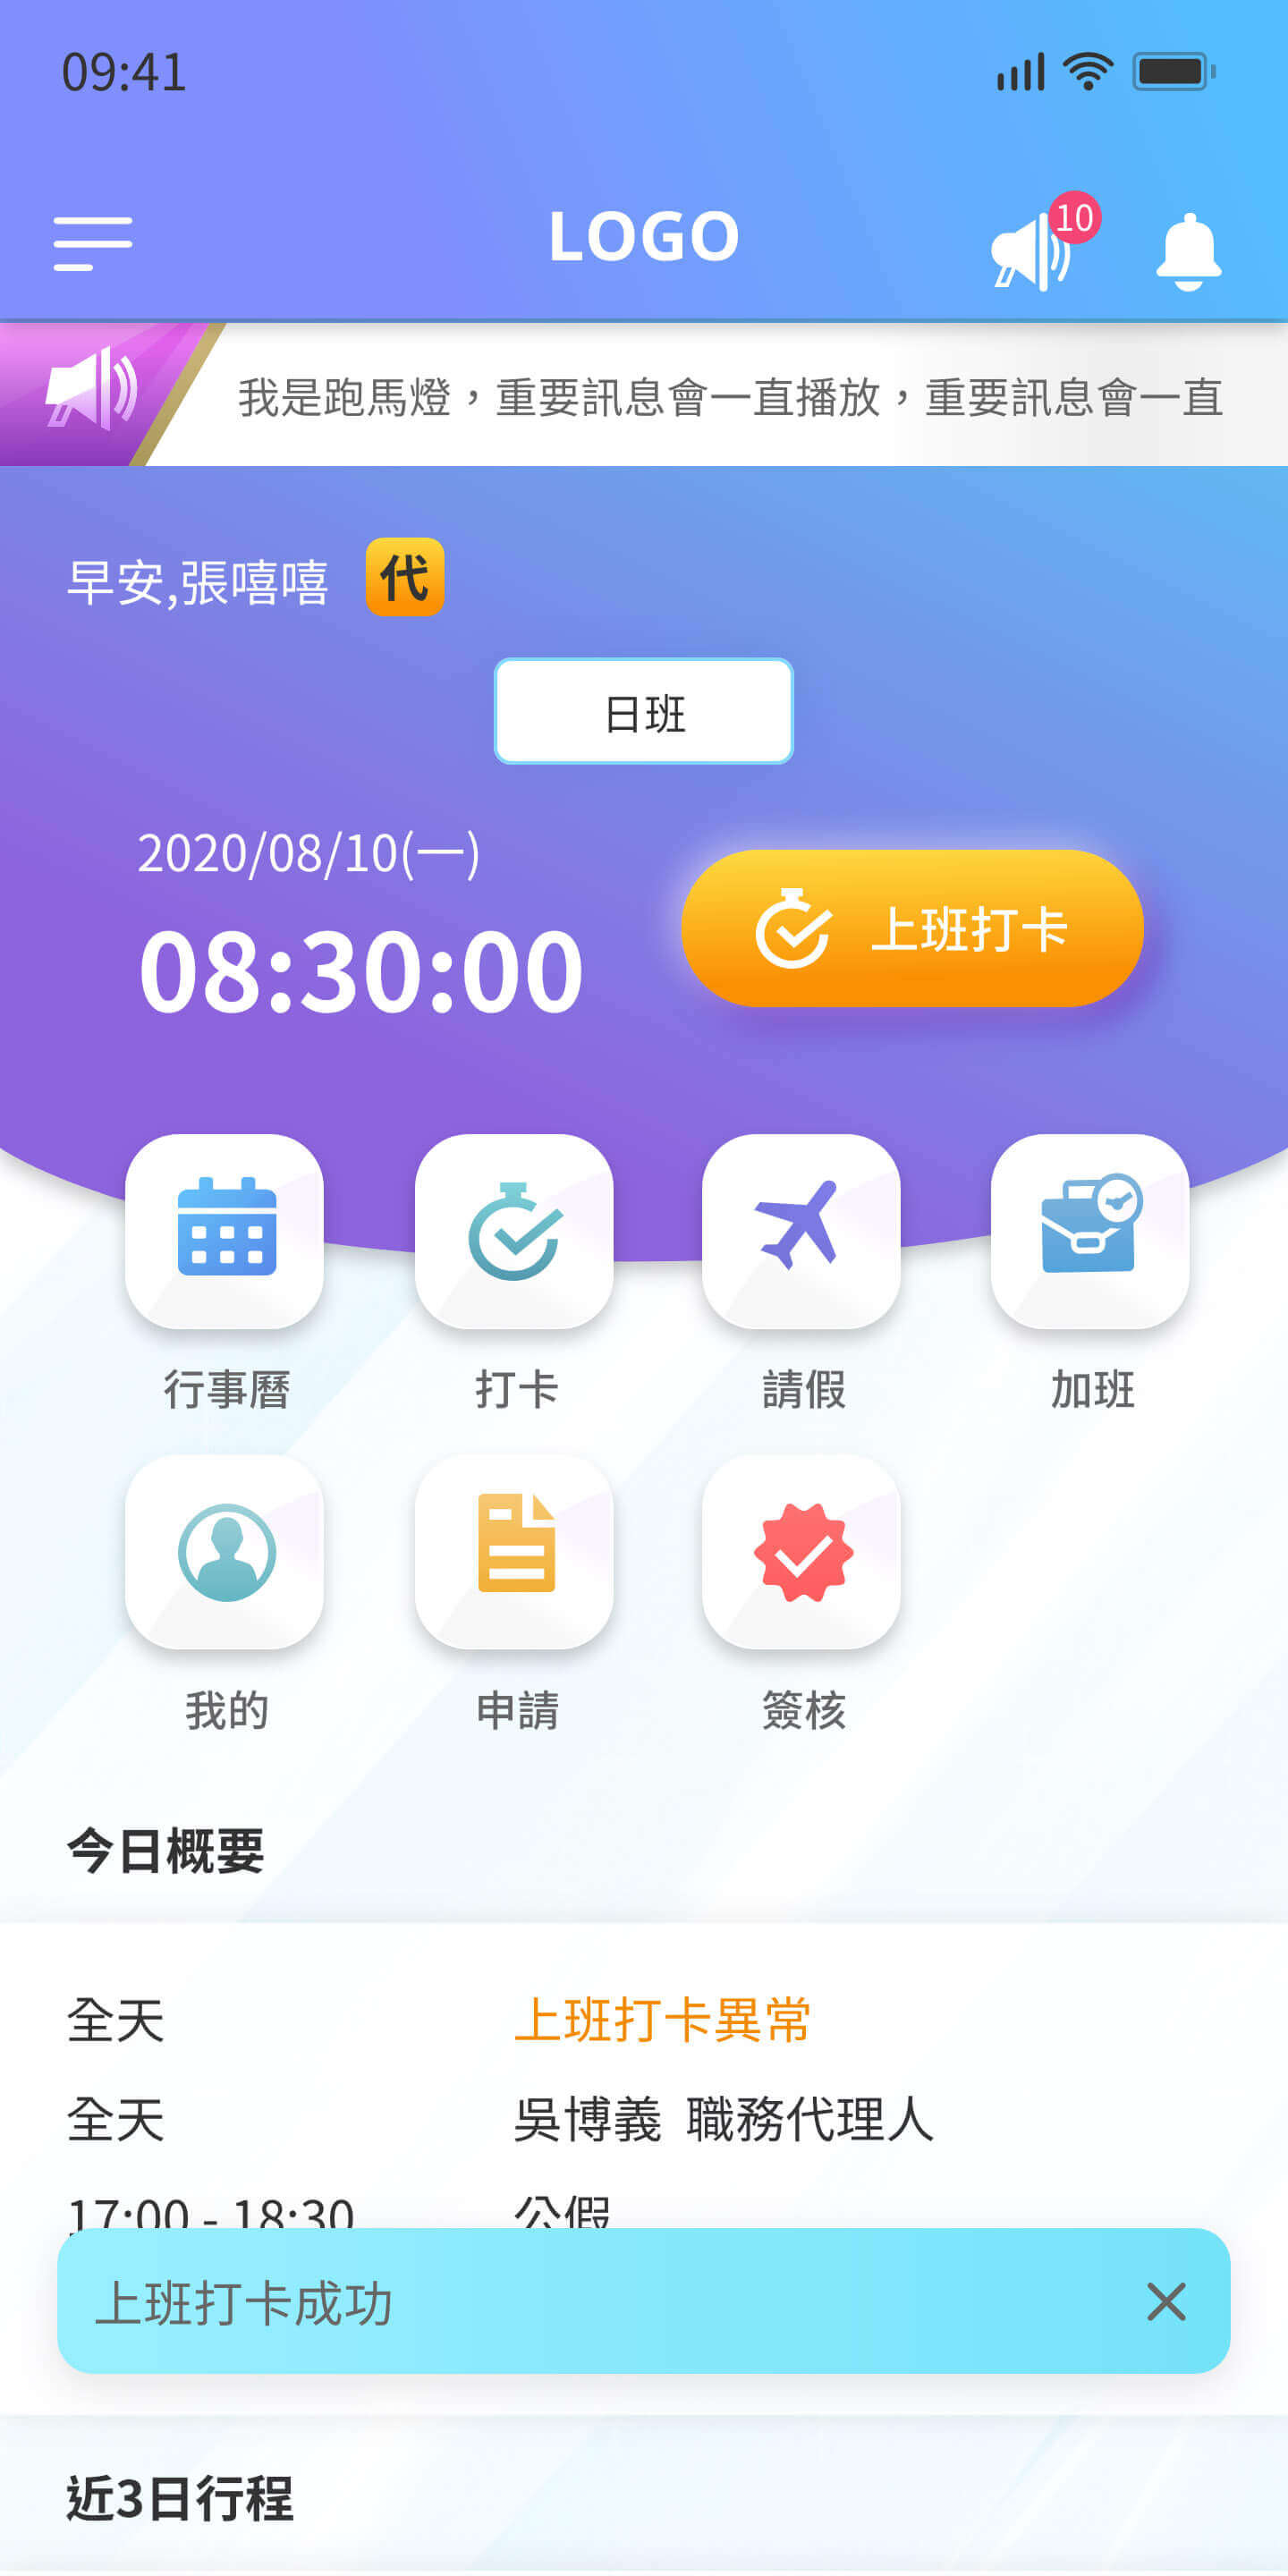 09:41
LOGO
10
我是跑馬燈，重要訊息會一直播放，重要訊息會一直
早安,張嘻嘻
代
日班
2020/08/10(一)
08:30:00
上班打卡
行事曆
打卡
請假
加班
我的
申請
簽核
今日概要
全天
上班打卡異常
全天
吳博義 職務代理人
17:00 - 18:30
公假
上班打卡成功
近3日行程